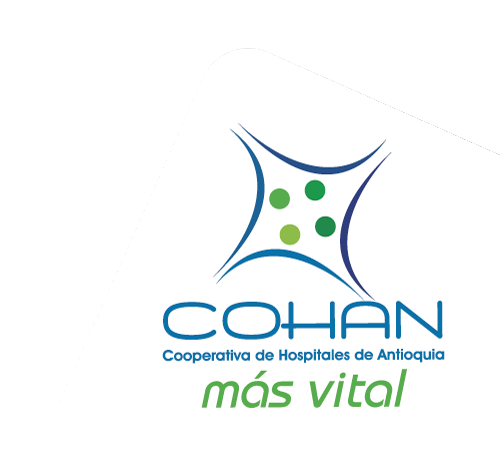 COHAN
Cooperativa de Hospitales de Antioquia
más vital